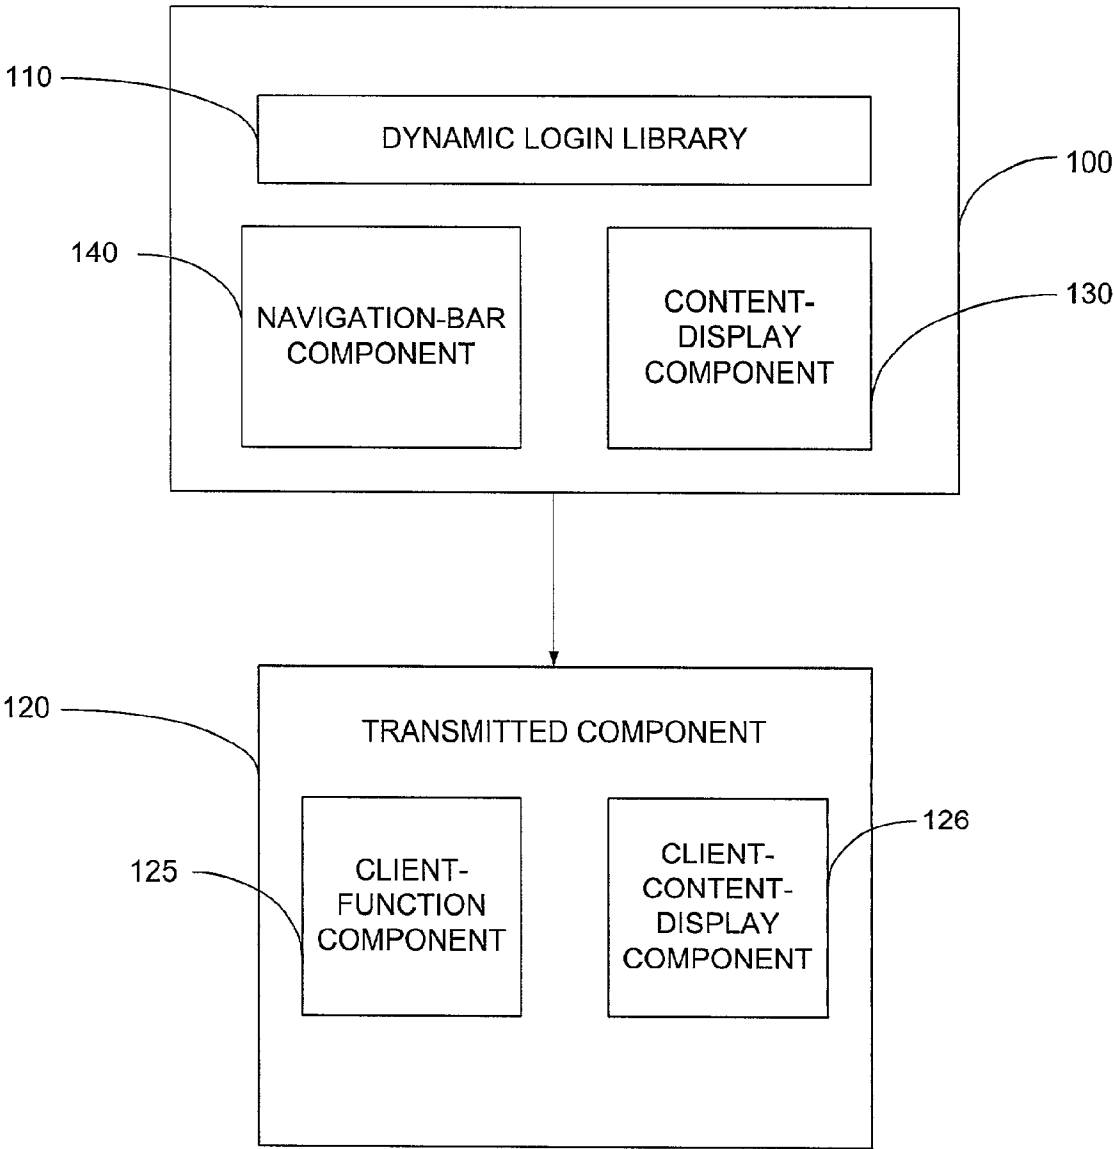 110
DYNAMIC LOGIN LIBRARY
100
140
NAVIGATION-BAR
COMPONENT
CONTENT-
DISPLAY
COMPONENT
130
120
TRANSMITTED COMPONENT
125
CLIENT-
FUNCTION
COMPONENT
CLIENT-
CONTENT-
DISPLAY
COMPONENT
126